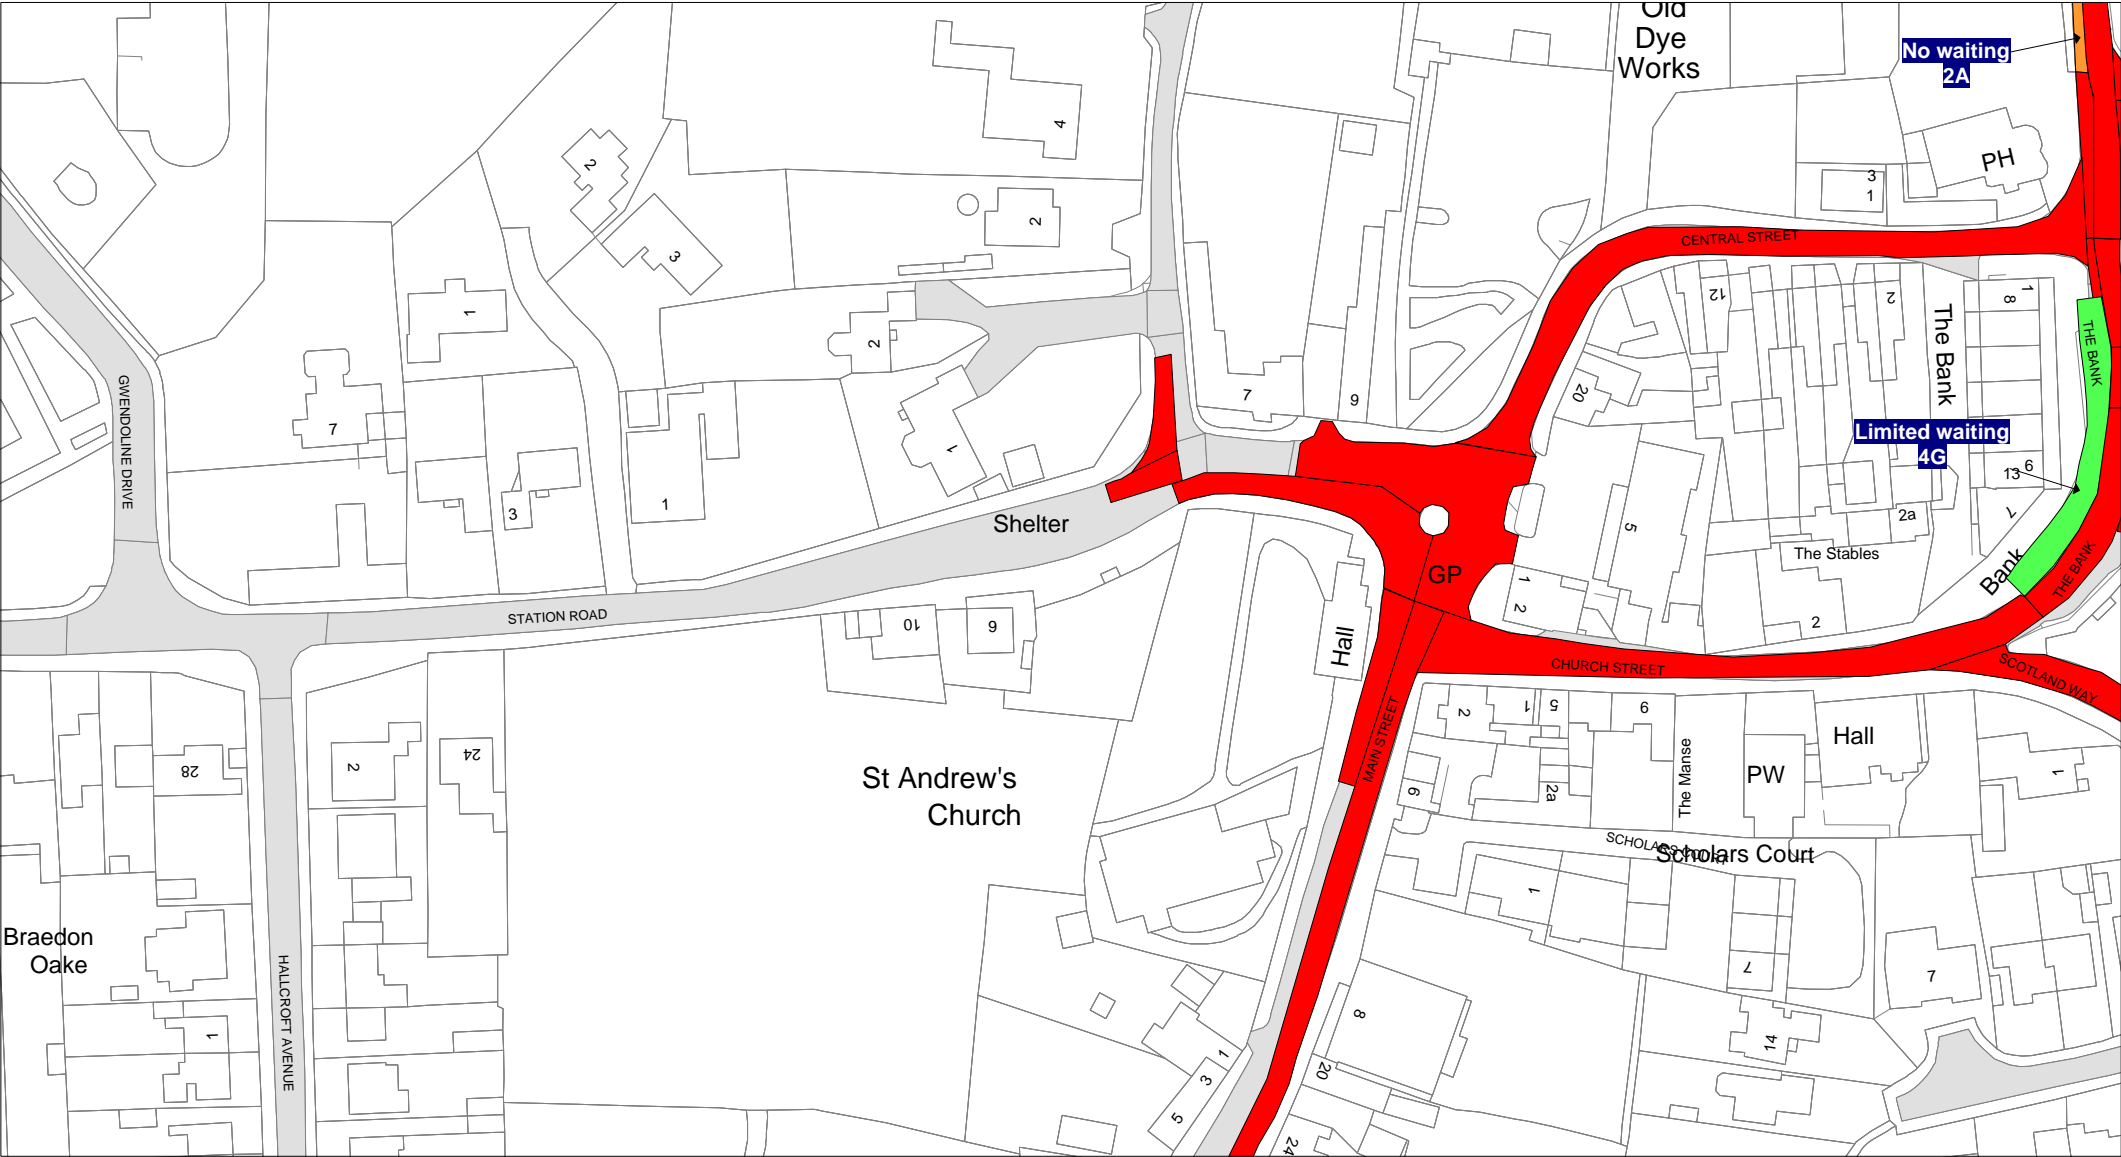 Old
Dye
Works
No waiting
2A
4
PH
2
3
1
2
3
CENTRAL STREET
1
2
12
2
1
8
The Bank
THE BANK
GWENDOLINE DRIVE
7
7
9
20
1
Limited waiting
4G
6
13
3
1
Shelter
5
2a
7
The Stables
Bank
THE BANK
GP
1
2
STATION ROAD
10
6
2
Hall
CHURCH STREET
SCOTLAND WAY
MAIN STREET
2
1
5
9
Hall
28
2
24
St Andrew's
Church
The Manse
PW
1
6
2a
SCHOLARS COURT
Scholars Court
1
Braedon
Oake
7
7
HALLCROFT AVENUE
1
8
14
1
3
5
20
24